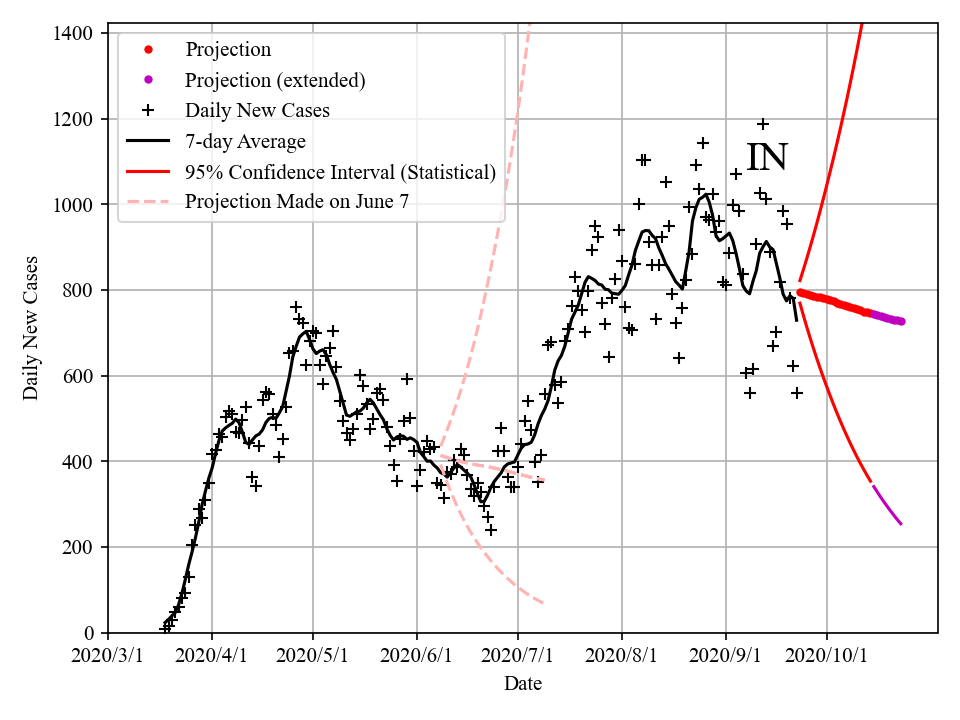 1400
1200
1000
800
600
400
200
0
Daily New Cases
Projection
Projection (extended)
Daily New Cases
7-day Average
95% Confidence Interval (Statistical)
Projection Made on June 7
IN
2020/3/1 2020/4/1 2020/5/1 2020/6/1 2020/7/1 2020/8/1 2020/9/1 2020/10/1
Date